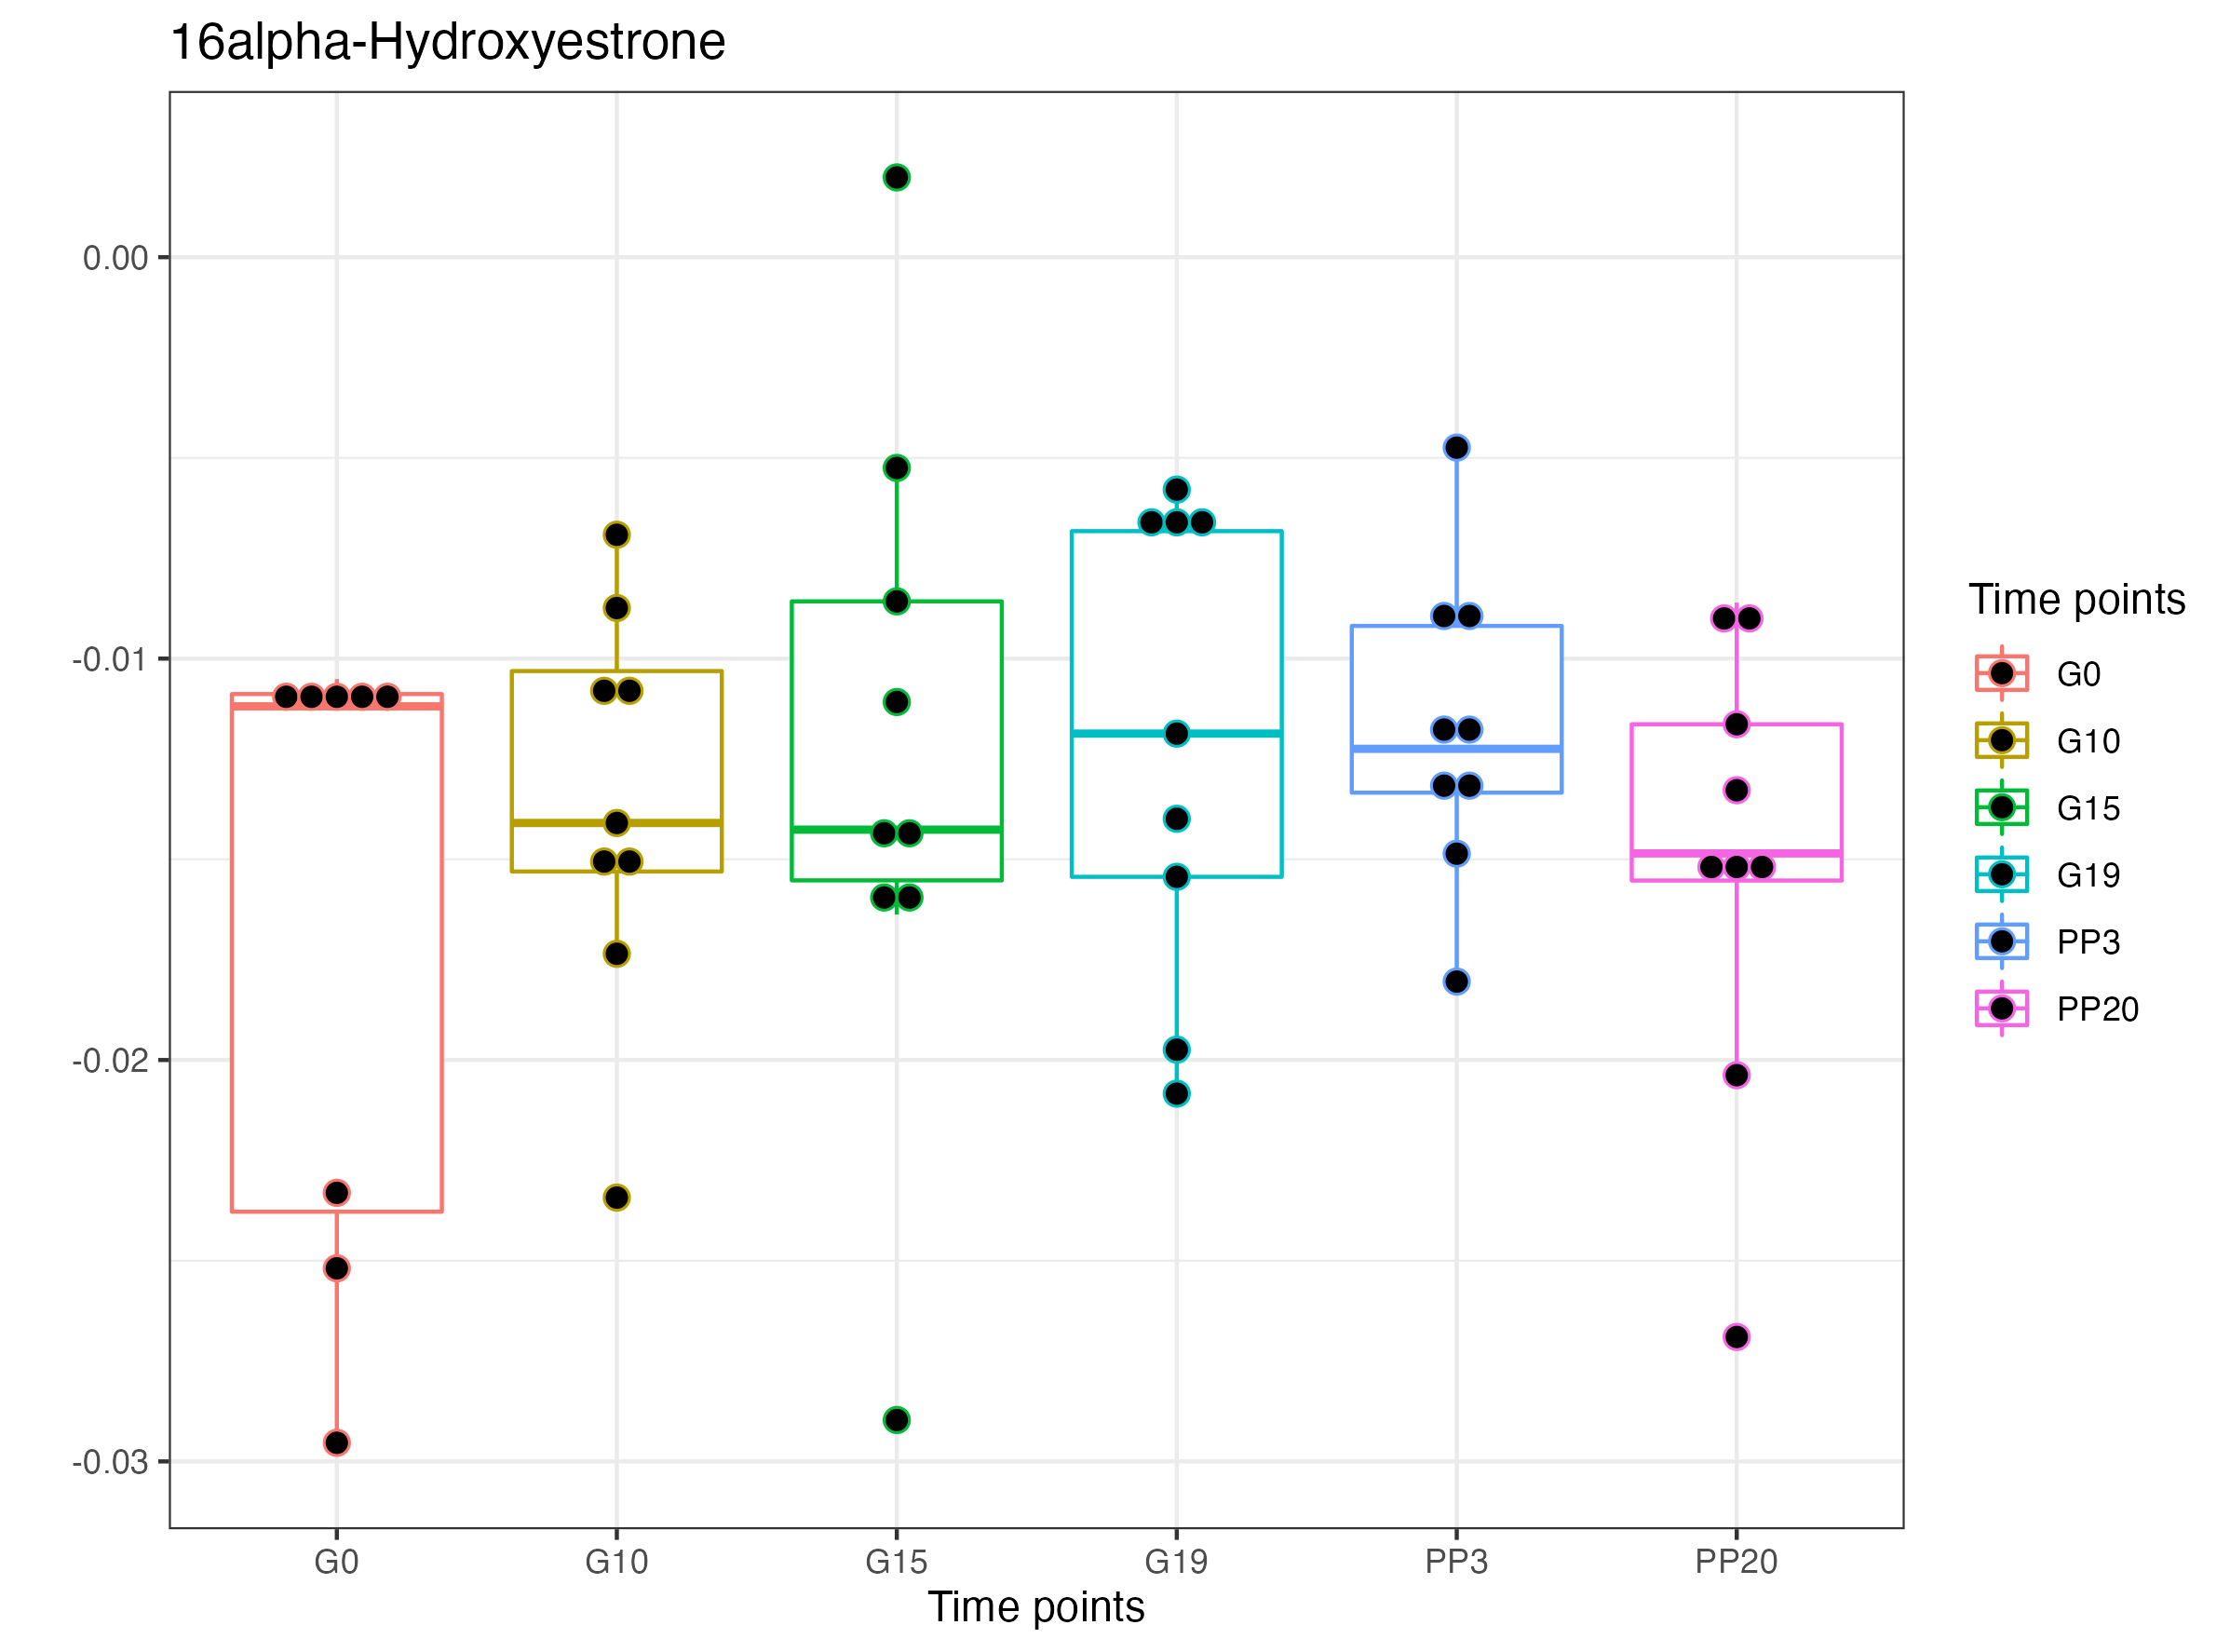 16alpha-Hydroxyestrone
0.00
-0.01
-0.02
-0.03
G0 G10 G15 G19 PP3 PP20
Time points
Time points
G0
G10
G15
G19
PP3
PP20